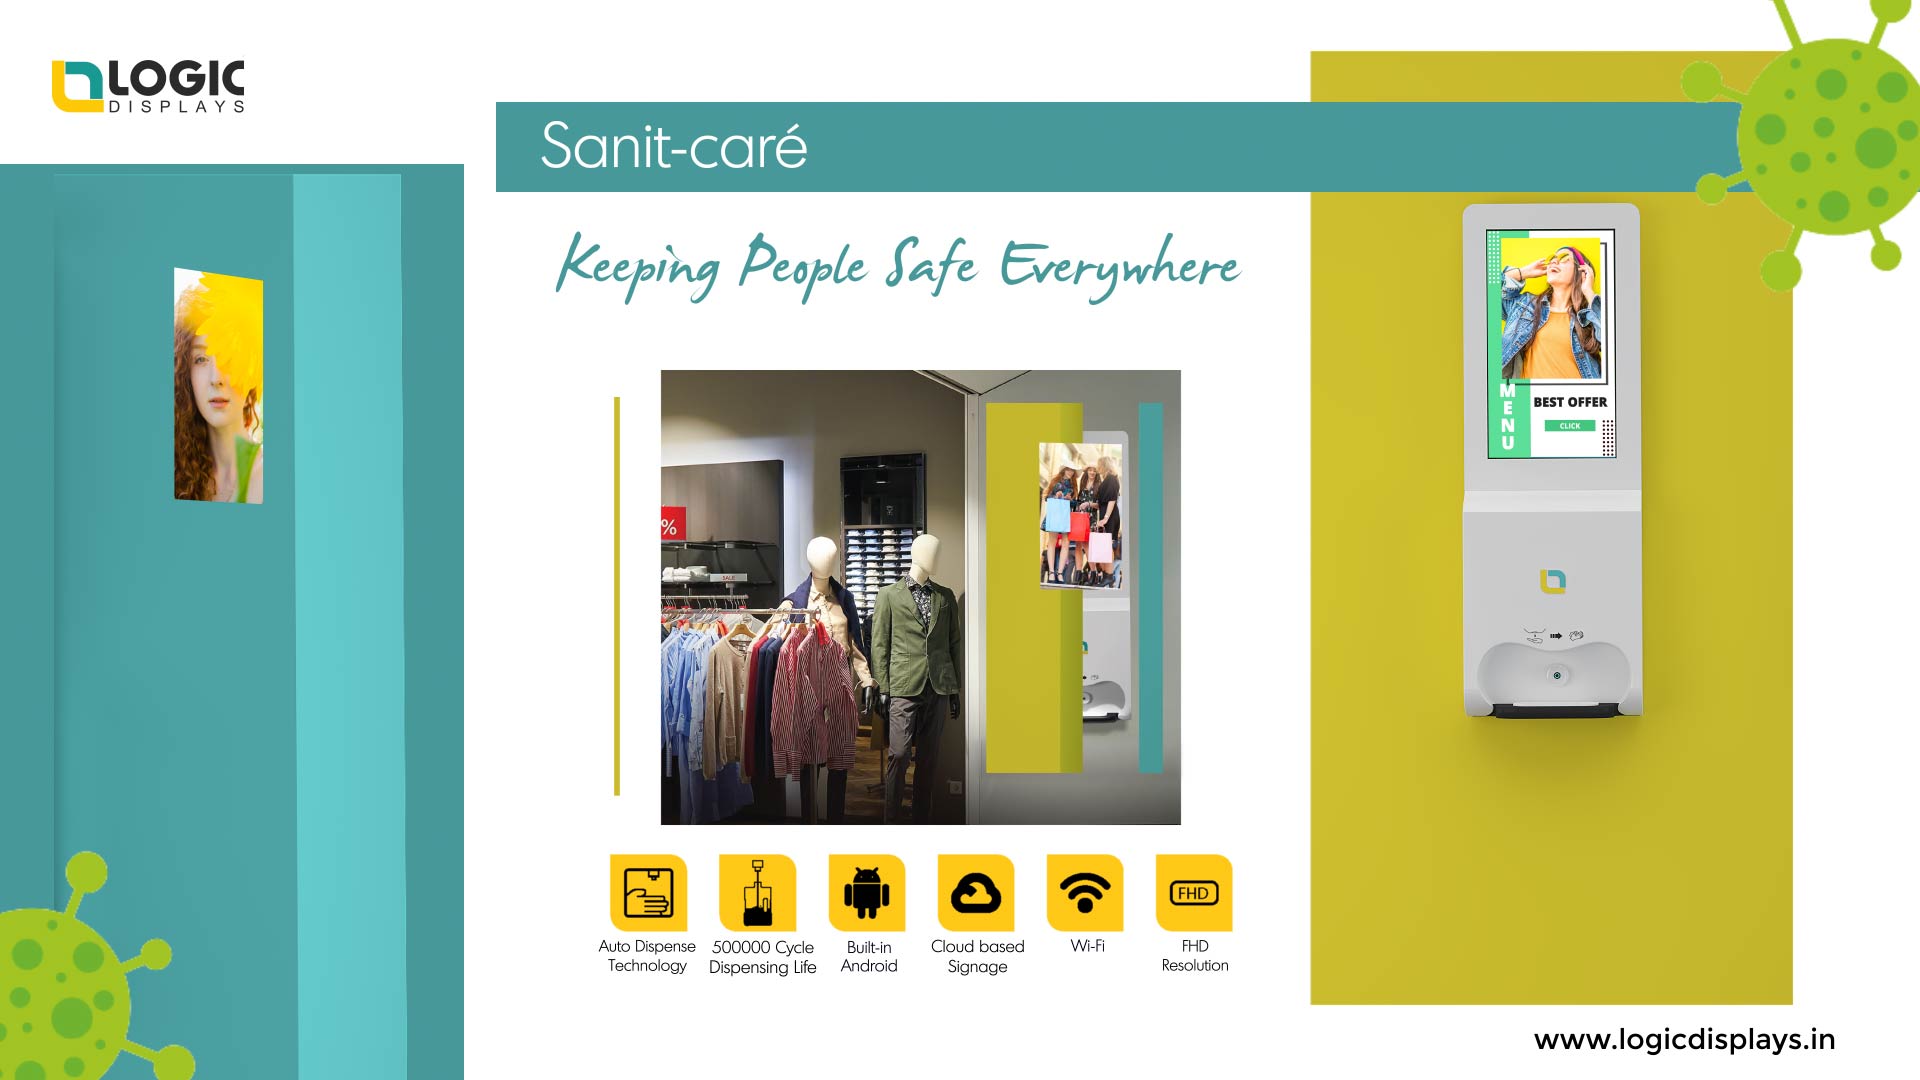 LOGIC
DISPLAYS
Sanit-caré
Keeping People Safe Everywhere
MENU
BEST OFFER
CLICK
%
SALE
FHD
Auto Dispense
Technology
500000 Cycle
Dispensing Life
Built-in
Android
Cloud based
Signage
Wi-Fi
FHD
Resolution
www.logicdisplays.in